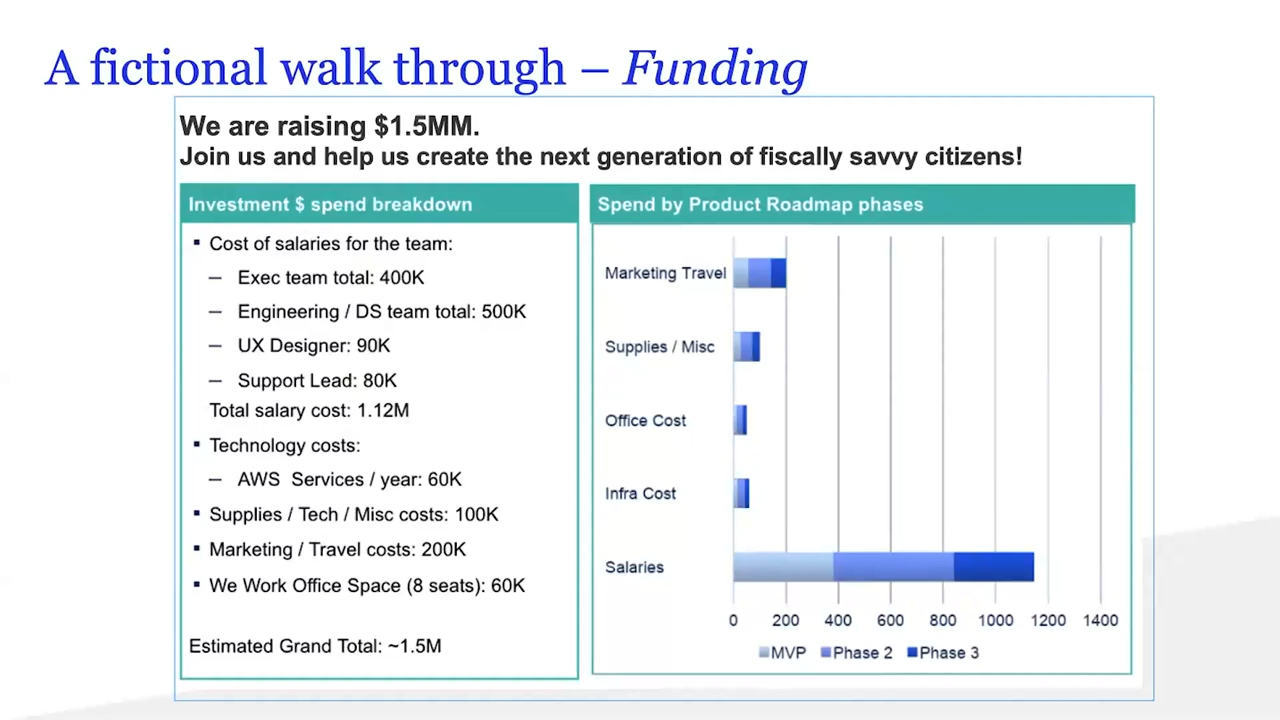 A fictional walk through – Funding
We are raising $1.5MM.
Join us and help us create the next generation of fiscally savvy citizens!
Investment $ spend breakdown
▪ Cost of salaries for the team:
– Exec team total: 400K
– Engineering / DS team total: 500K
– UX Designer: 90K
– Support Lead: 80K
Total salary cost: 1.12M
▪ Technology costs:
– AWS Services / year: 60K
▪ Supplies / Tech / Misc costs: 100K
▪ Marketing / Travel costs: 200K
▪ We Work Office Space (8 seats): 60K
Estimated Grand Total: ~1.5M
Spend by Product Roadmap phases
Marketing Travel
Supplies / Misc
Office Cost
Infra Cost
Salaries
0 200 400 600 800 1000 1200 1400
MVP Phase 2 Phase 3